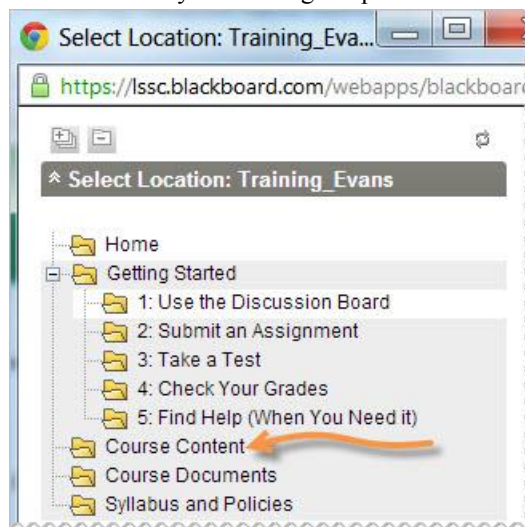 Select Location: Training_Eva...
https://lssc.blackboard.com/webapps/blackboar
Select Location: Training_Evans
Home
Getting Started
1: Use the Discussion Board
2: Submit an Assignment
3: Take a Test
4: Check Your Grades
5: Find Help (When You Need it)
Course Content
Course Documents
Syllabus and Policies